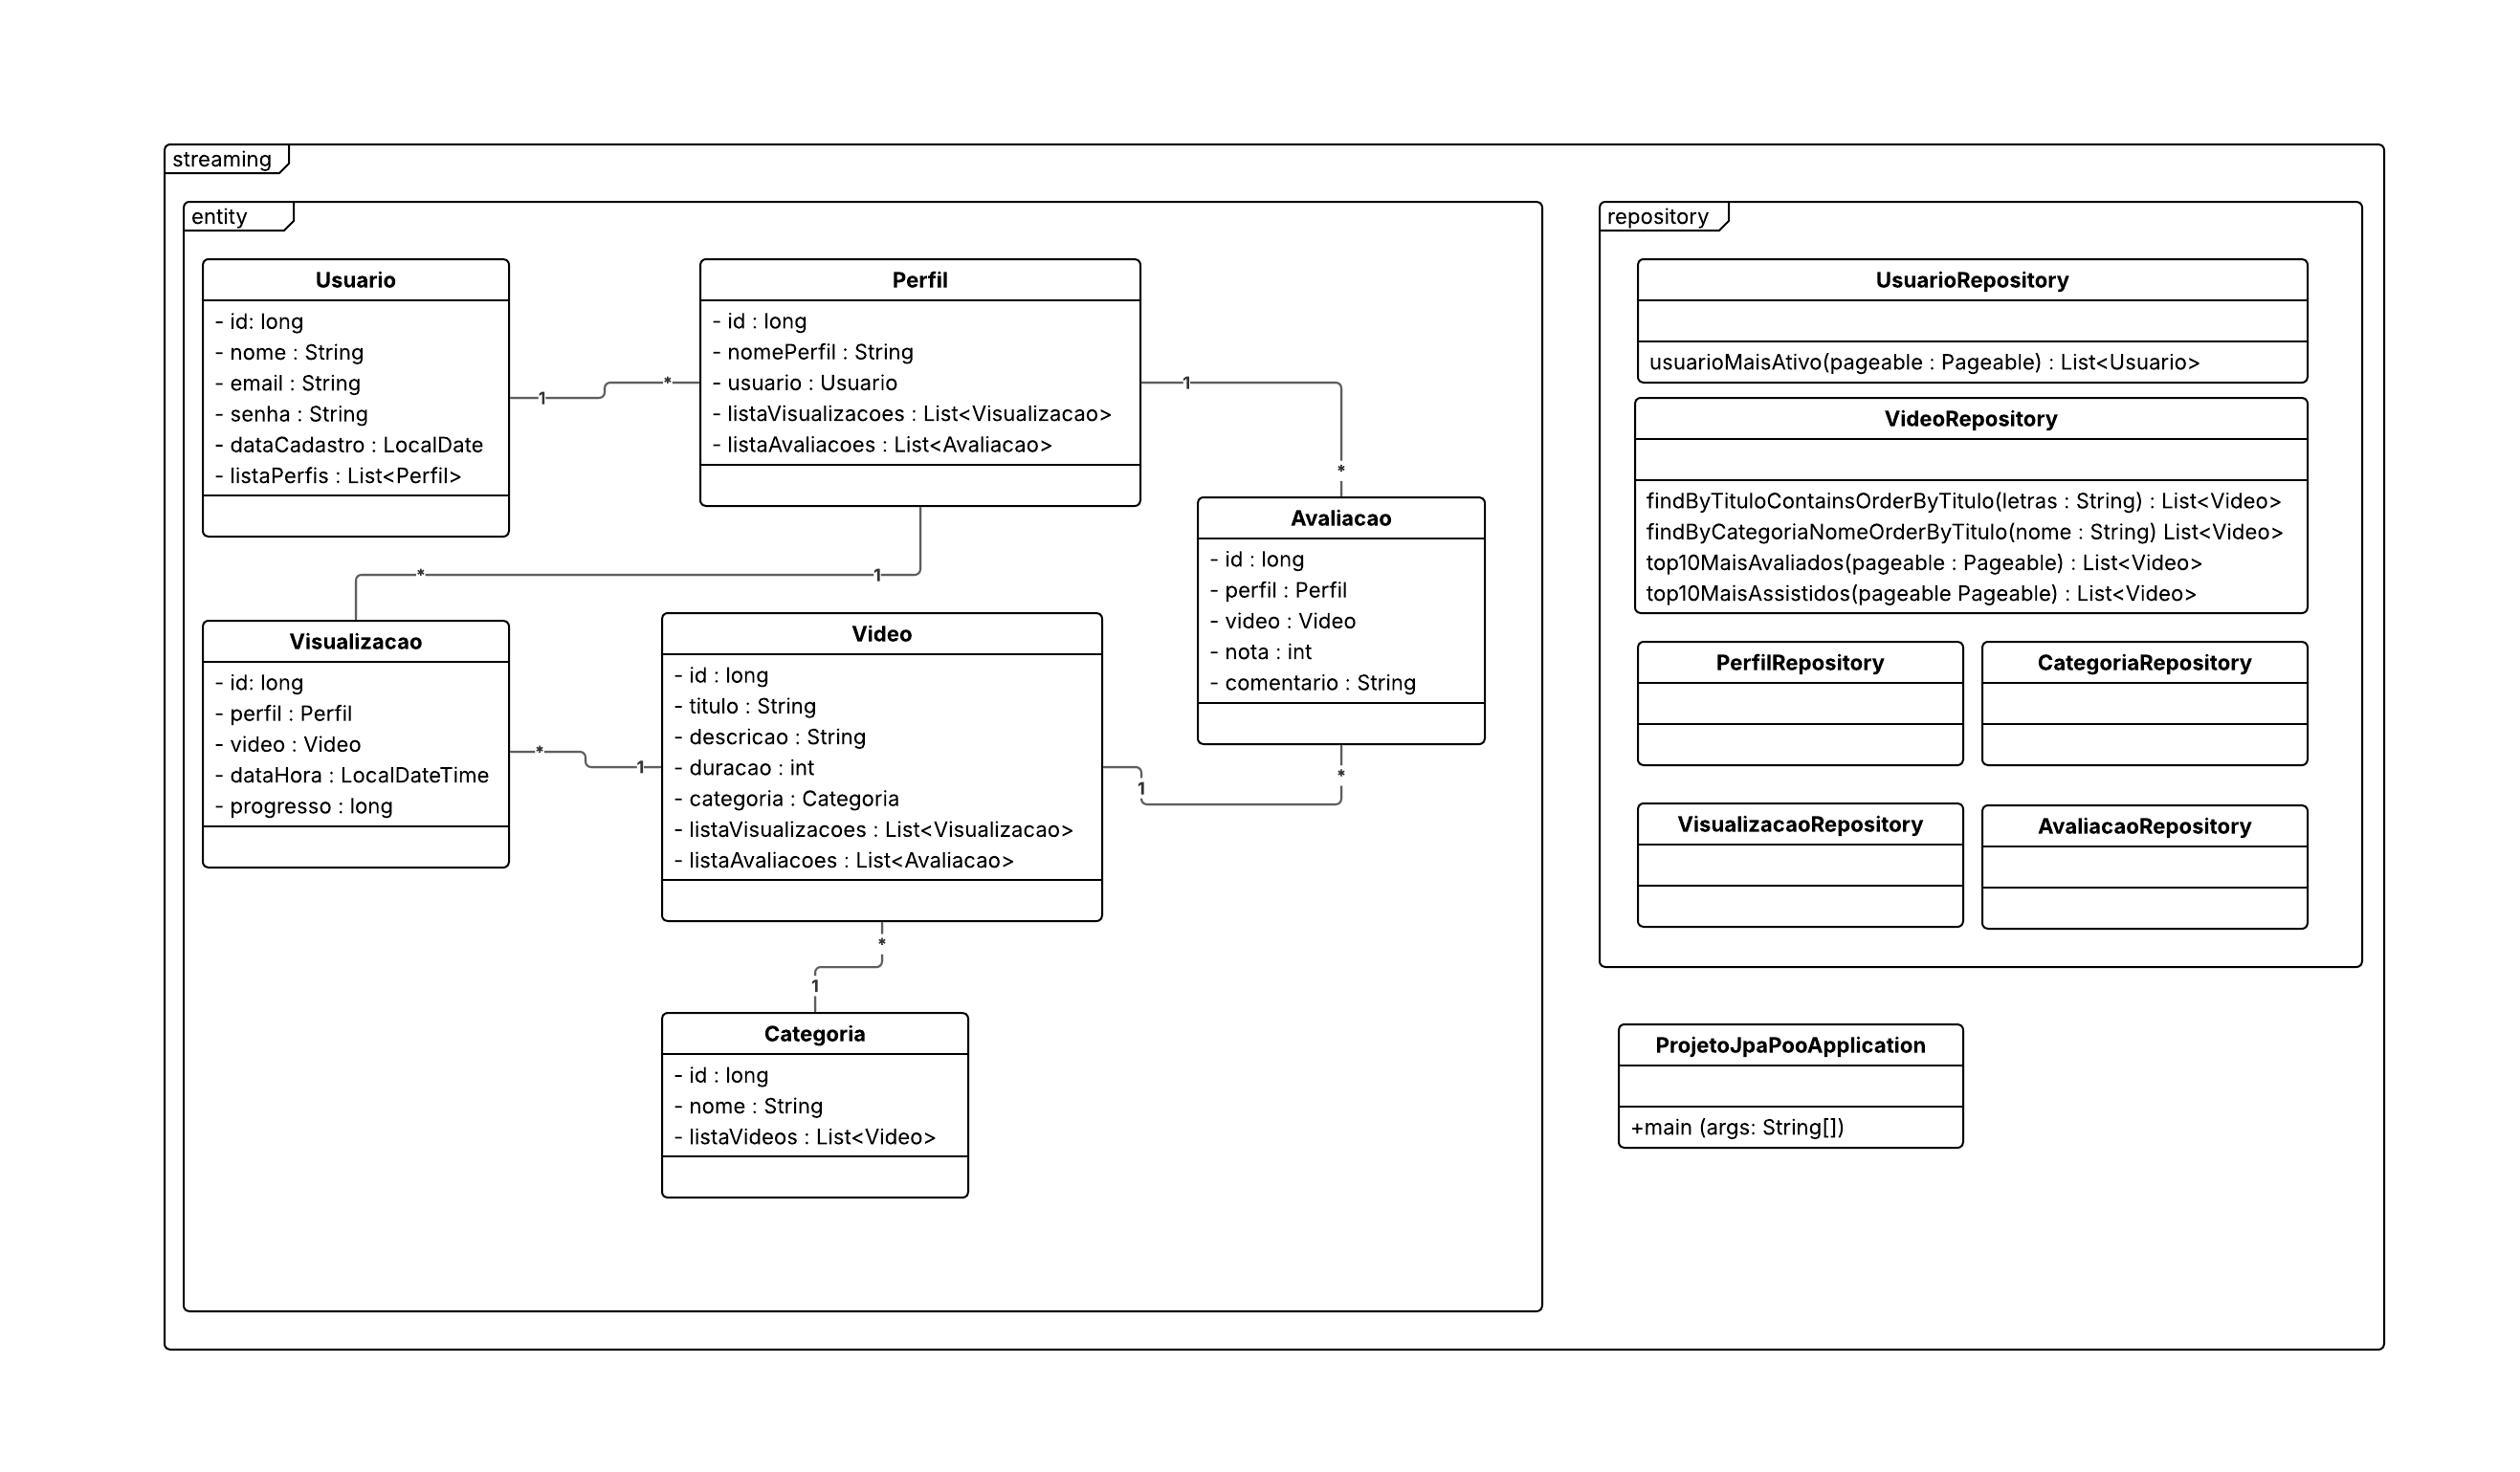 streaming
entity
Usuario
- id: long
- nome : String
- email : String
- senha : String
- dataCadastro : LocalDate
- listaPerfis : List<Perfil>
1
*
Perfil
- id : long
- nomePerfil : String
- usuario : Usuario
- listaVisualizacoes : List<Visualizacao>
- listaAvaliacoes : List<Avaliacao>
1
*
Avaliacao
- id : long
- perfil : Perfil
- video : Video
- nota : int
- comentario : String
*
1
Visualizacao
- id: long
- perfil : Perfil
- video : Video
- dataHora : LocalDateTime
- progresso : long
*
1
Video
- id : long
- titulo : String
- descricao : String
- duracao : int
- categoria : Categoria
- listaVisualizacoes : List<Visualizacao>
- listaAvaliacoes : List<Avaliacao>
1
*
*
1
Categoria
- id : long
- nome : String
- listaVideos : List<Video>
repository
UsuarioRepository
usuarioMaisAtivo(pageable : Pageable) : List<Usuario>
VideoRepository
findByTituloContainsOrderByTitulo(letras : String) : List<Video>
findByCategoriaNomeOrderByTitulo(nome : String) List<Video>
top10MaisAvaliados(pageable : Pageable) : List<Video>
top10MaisAssistidos(pageable Pageable) : List<Video>
PerfilRepository
CategoriaRepository
VisualizacaoRepository
AvaliacaoRepository
ProjetoJpaPooApplication
+main (args: String[])